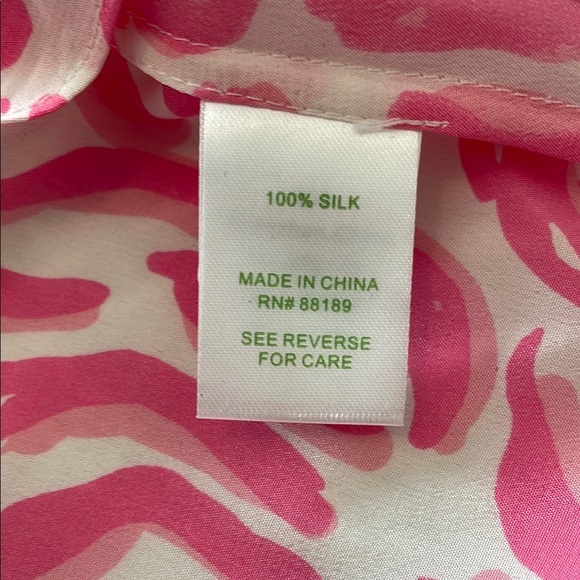 100% SILK
MADE IN CHINA
RN# 88189
SEE REVERSE
FOR CARE